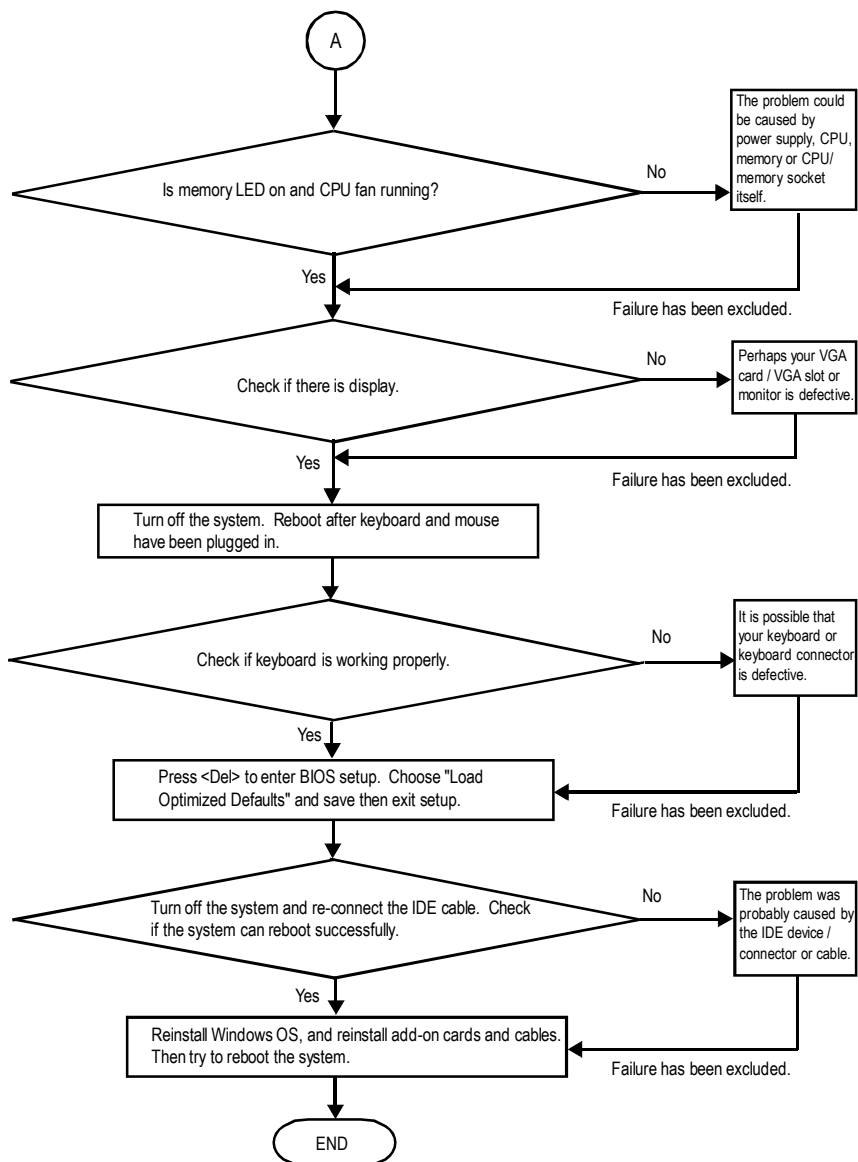 A
Is memory LED on and CPU fan running?
No
The problem could
be caused by
power supply, CPU,
memory or CPU/
memory socket
itself.
Yes
Failure has been excluded.
Check if there is display.
No
Perhaps your VGA
card / VGA slot or
monitor is defective.
Yes
Failure has been excluded.
Turn off the system. Reboot after keyboard and mouse
have been plugged in.
Check if keyboard is working properly.
No
It is possible that
your keyboard or
keyboard connector
is defective.
Yes
Press <Del> to enter BIOS setup. Choose "Load
Optimized Defaults" and save then exit setup.
Failure has been excluded.
Turn off the system and re-connect the IDE cable. Check
if the system can reboot successfully.
No
The problem was
probably caused by
the IDE device /
connector or cable.
Yes
Reinstall Windows OS, and reinstall add-on cards and cables.
Then try to reboot the system.
Failure has been excluded.
END